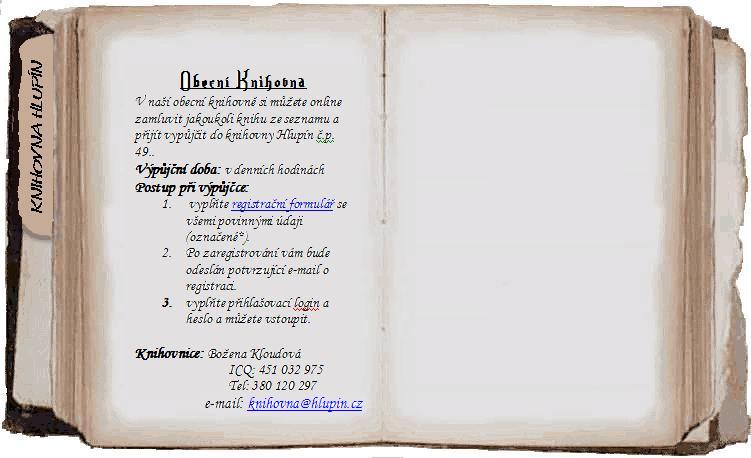 KNIHOVNA HLUPÍN
Obecní Knihovna
V naší obecní knihovně si můžete online
zamluvit jakoukoli knihu ze seznamu a
přijít vypůjčit do knihovny Hlupín č.p.
49..
Výpůjční doba: v denních hodinách
Postup při výpůjčce:
1. vyplňte registrační formulář se
všemi povinnými údaji
(označené*).
2. Po zaregistrování vám bude
odeslán potvrzující e-mail o
registraci.
3. vyplňte přihlašovací login a
heslo a můžete vstoupit.
Knihovnice: Božena Kloudová
ICQ: 451 032 975
Tel: 380 120 297
e-mail: knihovna@hlupin.cz